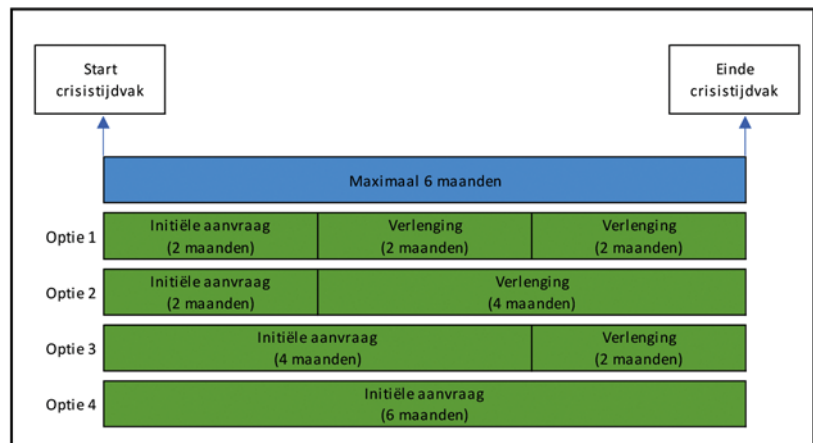 Start
crisistijdvak
Einde
crisistijdvak
Maximaal 6 maanden
Optie 1
Initiële aanvraag
(2 maanden)
Verlenging
(2 maanden)
Verlenging
(2 maanden)
Optie 2
Initiële aanvraag
(2 maanden)
Verlenging
(4 maanden)
Optie 3
Initiële aanvraag
(4 maanden)
Verlenging
(2 maanden)
Optie 4
Initiële aanvraag
(6 maanden)